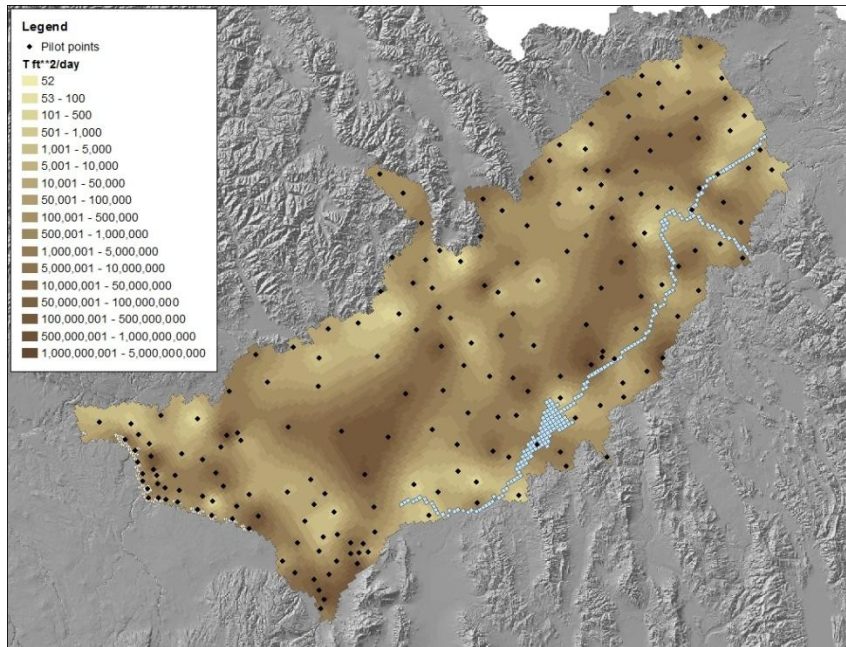 Legend
Pilot points
T ft**2/day
52
53 - 100
101 - 500
501 - 1,000
1,001 - 5,000
5,001 - 10,000
10,001 - 50,000
50,001 - 100,000
100,001 - 500,000
500,001 - 1,000,000
1,000,001 - 5,000,000
5,000,001 - 10,000,000
10,000,001 - 50,000,000
50,000,001 - 100,000,000
100,000,001 - 500,000,000
500,000,001 - 1,000,000,000
1,000,000,001 - 5,000,000,000